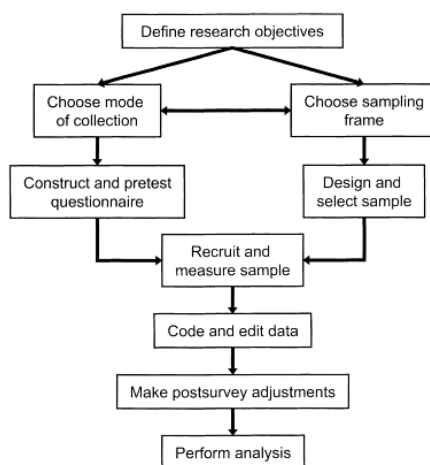 Define research objectives
Choose mode
of collection
Choose sampling
frame
Construct and pretest
questionnaire
Design and
select sample
Recruit and
measure sample
Code and edit data
Make postsurvey adjustments
Perform analysis